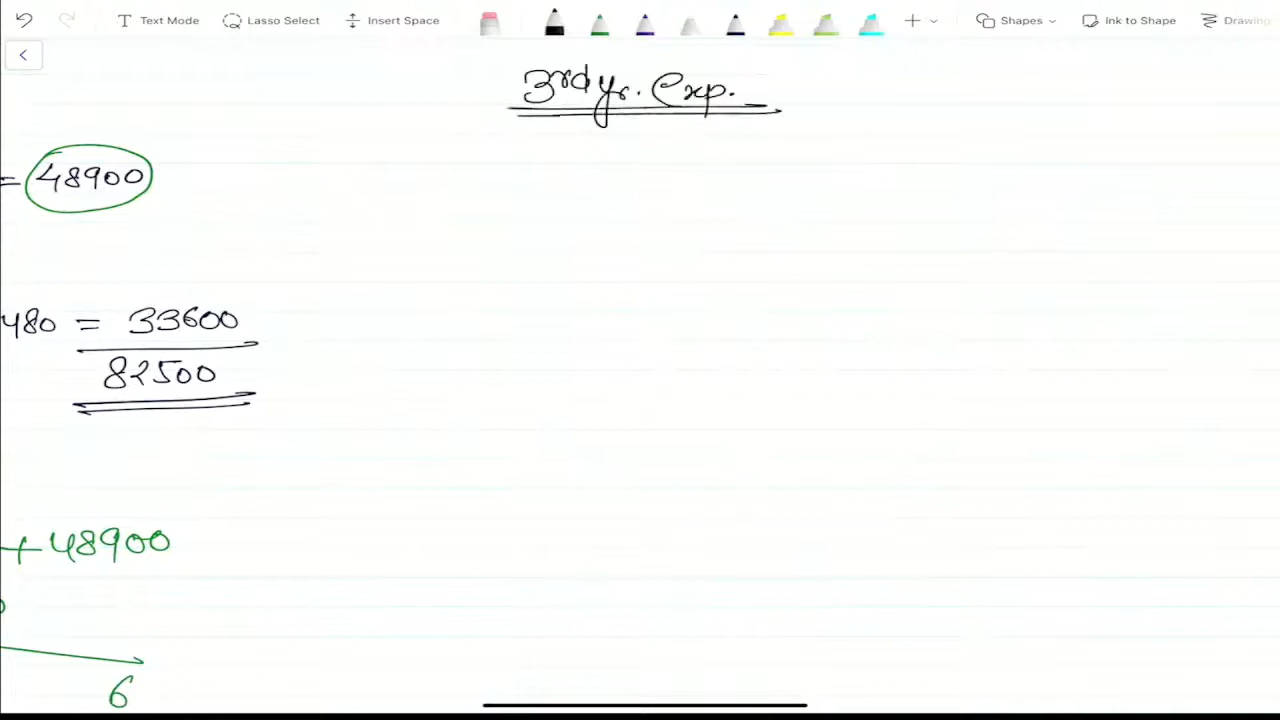 Text Mode Lasso Select Insert Space Shapes Ink to Shape Drawing
3rd yr. exp.
= 48900
480 = 33600
82500
+48900
6